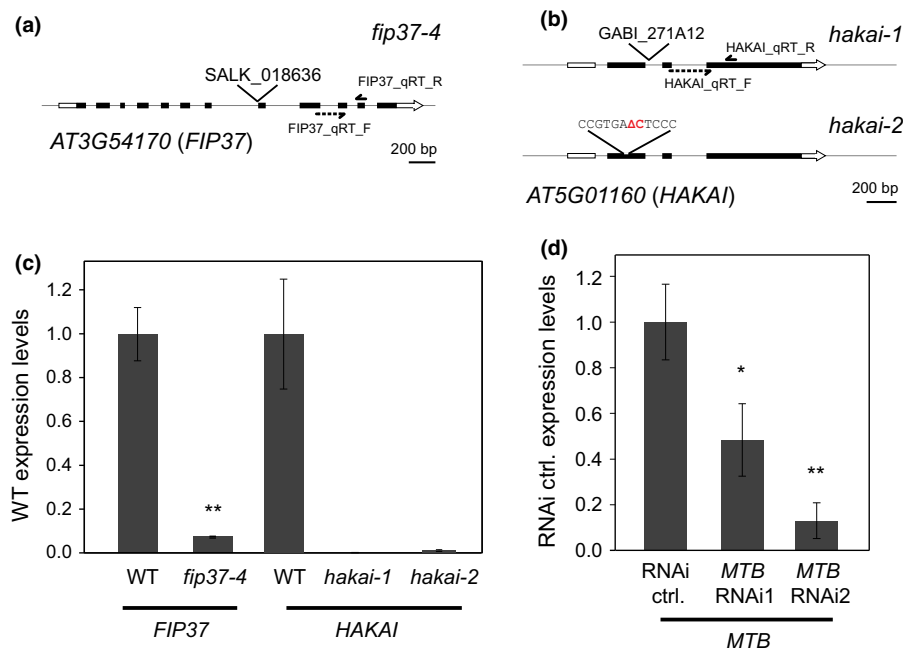 (a)
fip37-4
SALK_018636
FIP37_qRT_R
FIP37_qRT_F
AT3G54170 (FIP37)
200 bp
(b)
GABI_271A12
hakai-1
HAKAI_qRT_R
HAKAI_qRT_F
hakai-2
CCGTGAΔCTCCC
AT5G01160 (HAKAI)
200 bp
(c)
WT expression levels
1.2
1.0
0.8
0.6
0.4
0.2
0.0
**
WT fip37-4 WT hakai-1 hakai-2
FIP37 HAKAI
(d)
RNAi ctrl. expression levels
1.2
1.0
0.8
0.6
0.4
0.2
0.0
*
**
RNAi MTB MTB
ctrl. RNAi1 RNAi2
MTB